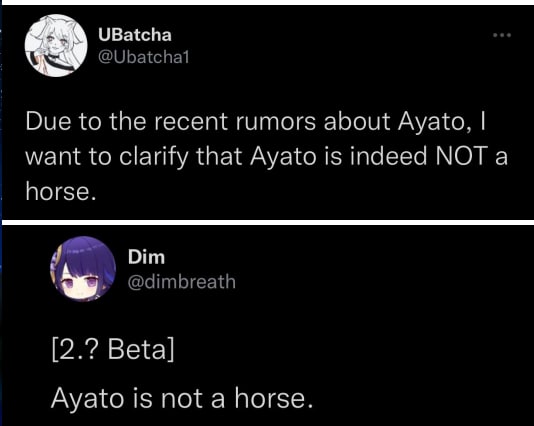 UBatcha
@Ubatcha1
Due to the recent rumors about Ayato, I
want to clarify that Ayato is indeed NOT a
horse.
Dim
@dimbreath
[2.? Beta]
Ayato is not a horse.